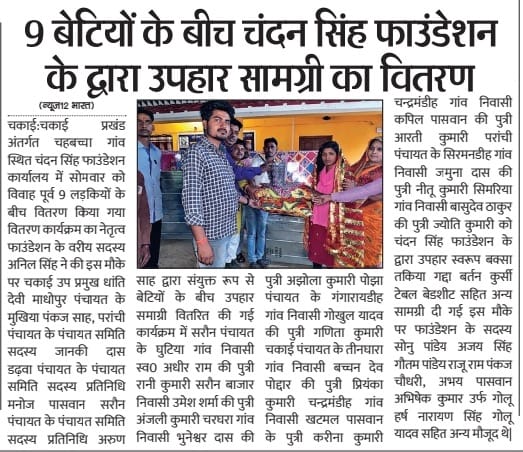 9 बेटियों के बीच चंदन सिंह फाउंडेशन
के द्वारा उपहार सामग्री का वितरण
(न्यूज12 भारत)
चकाई:चकाई प्रखंड
अंतर्गत चहबच्चा गांव
स्थित चंदन सिंह फाउंडेशन
कार्यालय में सोमवार को
विवाह पूर्व 9 लड़कियों के
बीच वितरण किया गया
वितरण कार्यक्रम का नेतृत्व
फाउंडेशन के वरीय सदस्य
अनिल सिंह ने की इस मौके
पर चकाई उप प्रमुख धांति
देवी माधोपुर पंचायत के
मुखिया पंकज साह, परांची
पंचायत के पंचायत समिति
सदस्य जानकी दास
डढ़वा पंचायत के पंचायत
समिति सदस्य प्रतिनिधि
मनोज पासवान सरौन
पंचायत के पंचायत समिति
सदस्य प्रतिनिधि अरुण
साह द्वारा संयुक्त रूप से
बेटियों के बीच उपहार
समाग्री वितरित की गई
कार्यक्रम में सरौन पंचायत
के घुटिया गांव निवासी
स्व0 अधीर राम की पुत्री
रानी कुमारी सरौन बाजार
निवासी उमेश शर्मा की पुत्री
अंजली कुमारी चरघरा गांव
निवासी भुनेश्वर दास की
पुत्री अझोला कुमारी पोझा
पंचायत के गंगारायडीह
गांव निवासी गोखुल यादव
की पुत्री गणिता कुमारी
चकाई पंचायत के तीनघारा
गांव निवासी बच्चन देव
पोद्दार की पुत्री प्रियंका
कुमारी चन्द्रमंडीह गांव
निवासी खटमल पासवान
के पुत्री करीना कुमारी
चन्द्रमंडीह गांव निवासी
कपिल पासवान की पुत्री
आरती कुमारी परांची
पंचायत के सिरमनडीह गांव
निवासी जमुना दास की
पुत्री नीतू कुमारी सिमरिया
गांव निवासी बासुदेव ठाकुर
की पुत्री ज्योति कुमारी को
चंदन सिंह फाउंडेशन के
द्वारा उपहार स्वरूप बक्सा
तकिया गद्दा बर्तन कुर्सी
टेबल बेडशीट सहित अन्य
सामग्री दी गई इस मौके
पर फाउंडेशन के सदस्य
सोनु पांडेय अजय सिंह
गौतम पांडेय राजू राम पंकज
चौधरी, अभय पासवान
अभिषेक कुमार उर्फ गोलू
हर्ष नारायण सिंह गोलू
यादव सहित अन्य मौजूद थे|